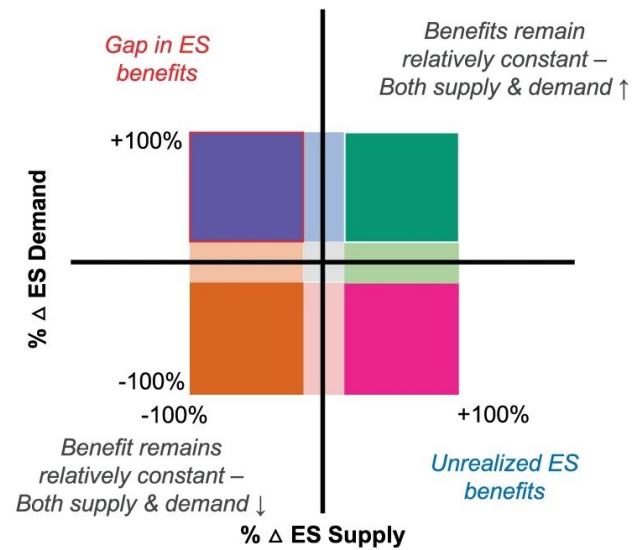 Gap in ES
benefits
Benefits remain
relatively constant –
Both supply & demand ↑
+100%
% Δ ES Demand
-100%
-100%
+100%
Benefit remains
relatively constant –
Both supply & demand ↓
Unrealized ES
benefits
% Δ ES Supply